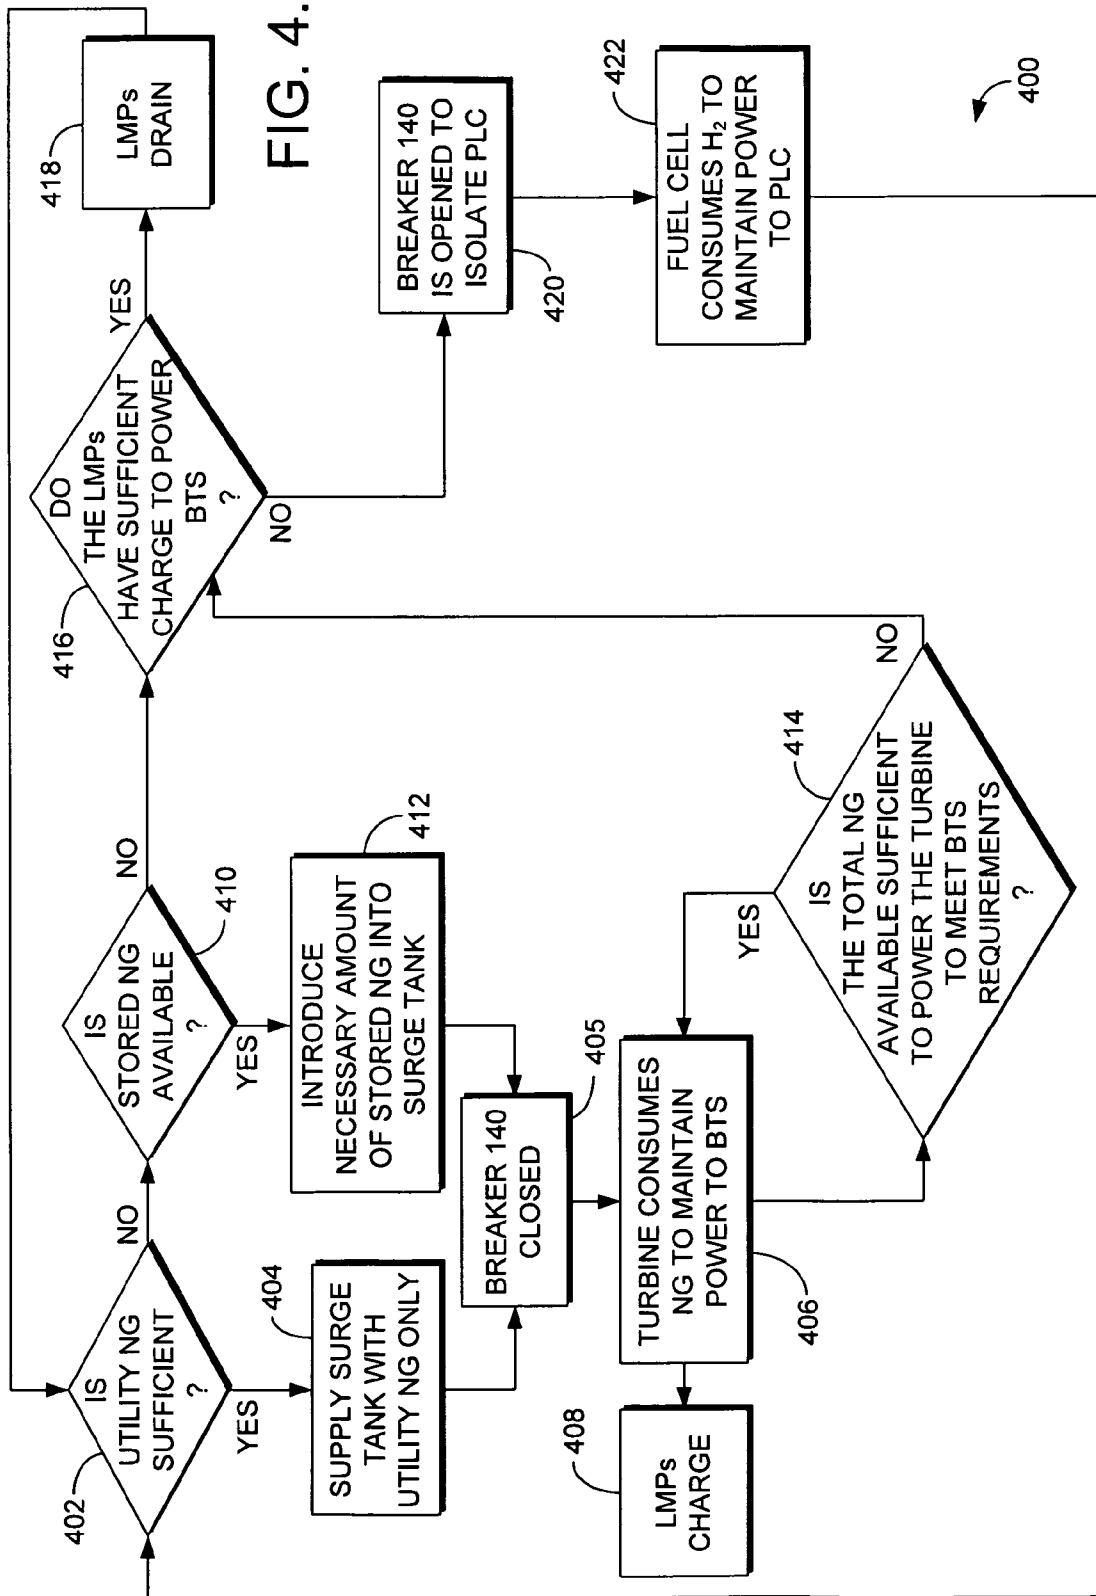 402
IS
UTILITY NG
SUFFICIENT
?
NO
YES
404
SUPPLY SURGE
TANK WITH
UTILITY NG ONLY
IS
STORED NG
AVAILABLE
?
410
NO
YES
412
INTRODUCE
NECESSARY AMOUNT
OF STORED NG INTO
SURGE TANK
BREAKER 140
CLOSED
405
TURBINE CONSUMES
NG TO MAINTAIN
POWER TO BTS
406
408
LMPs
CHARGE
414
IS
THE TOTAL NG
AVAILABLE SUFFICIENT
TO POWER THE TURBINE
TO MEET BTS
REQUIREMENTS
?
YES
NO
416
DO
THE LMPs
HAVE SUFFICIENT
CHARGE TO POWER
BTS
?
YES
NO
418
LMPs
DRAIN
BREAKER 140
IS OPENED TO
ISOLATE PLC
420
422
FUEL CELL
CONSUMES H2 TO
MAINTAIN POWER
TO PLC
400
FIG. 4.